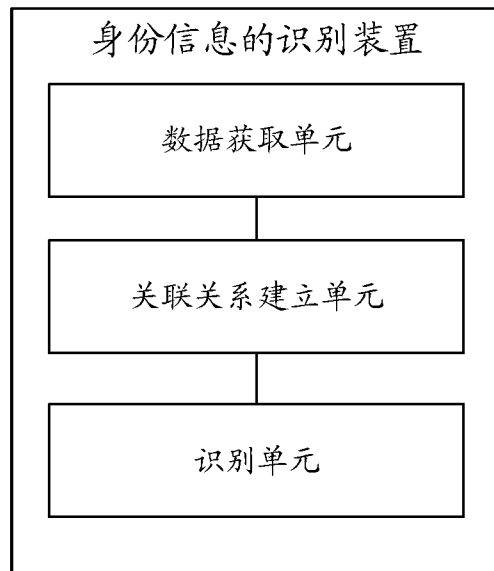 身份信息的识别装置
数据获取单元
关联关系建立单元
识别单元